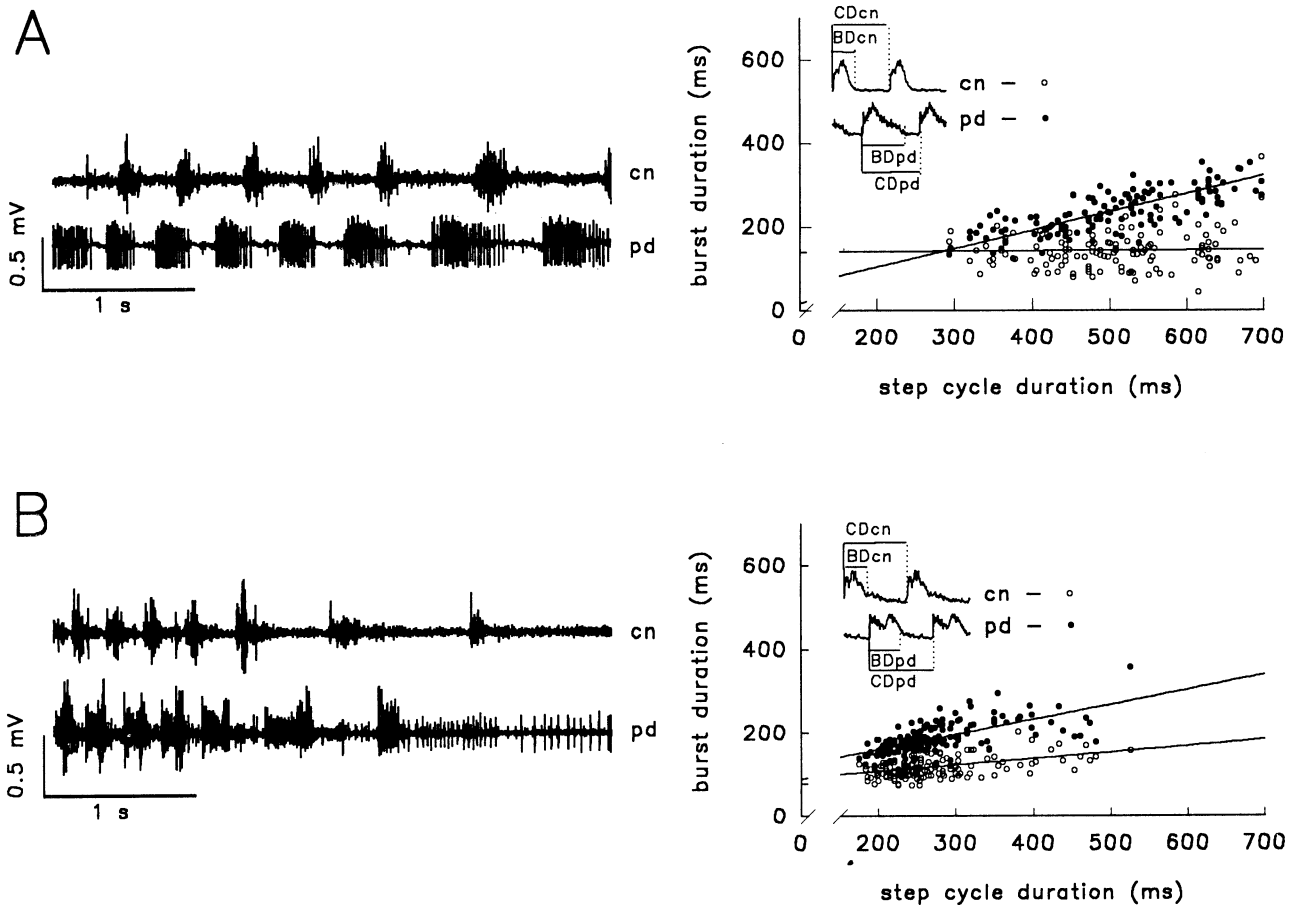 A
cn
pd
0.5 mV
1 s
burst duration (ms)
600
400
200
0
CDcn
BDcn
cn –
pd –
BDpd
CDpd
0 200 300 400 500 600 700
step cycle duration (ms)
B
cn
pd
0.5 mV
1 s
burst duration (ms)
600
400
200
0
CDcn
BDcn
cn –
pd –
BDpd
CDpd
0 200 300 400 500 600 700
step cycle duration (ms)